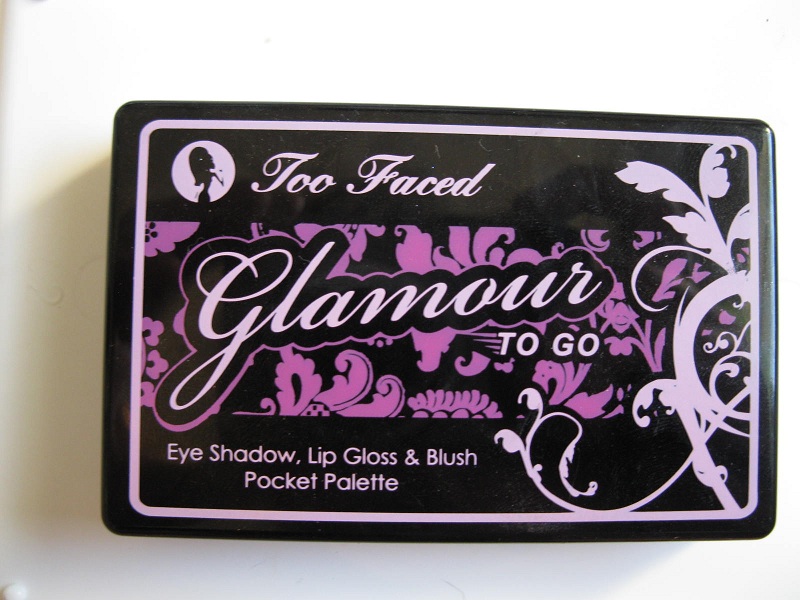 Too Faced
Glamour
TO GO
Eye Shadow, Lip Gloss & Blush
Pocket Palette